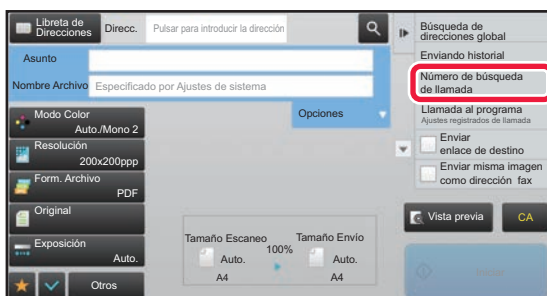 Libreta de
Direcciones
Direcc.
Pulsar para introducir la dirección
Asunto
Nombre Archivo
Especificado por Ajustes de sistema
Modo Color
Auto./Mono 2
Opciones
Resolución
200x200ppp
Form. Archivo
PDF
Original
Exposición
Auto.
Otros
Tamaño Escaneo
100%
Tamaño Envío
Auto.
A4
Auto.
A4
Búsqueda de
direcciones global
Enviando historial
Número de búsqueda
de llamada
Llamada al programa
Ajustes registrados de llamada
Enviar
enlace de destino
Enviar misma imagen
como dirección fax
Vista previa
CA